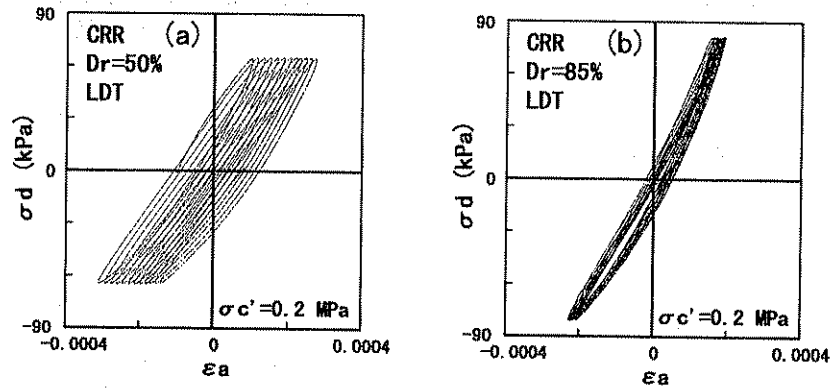 90
CRR (a)
Dr=50%
LDT
σd (kPa)
0
σc'=0.2 MPa
-90
-0.0004 0 0.0004
εa
90
CRR (b)
Dr=85%
LDT
σd (kPa)
0
σc'=0.2 MPa
-90
-0.0004 0 0.0004
εa